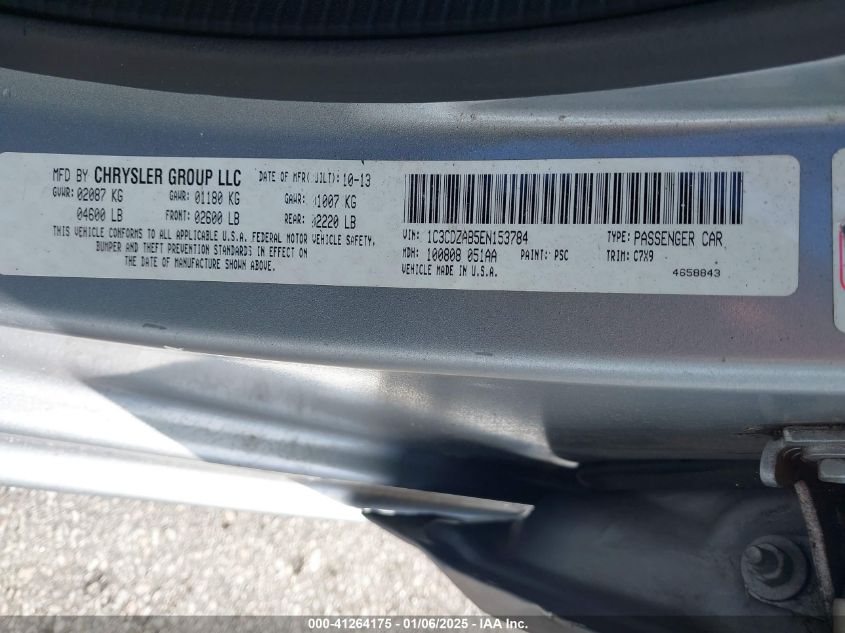 MFD BY CHRYSLER GROUP LLC DATE OF MFR 10-13
GVWR: 02087 KG GAWR: 01180 KG GAWR: 1007 KG
04600 LB FRONT: 02600 LB REAR: 2220 LB
THIS VEHICLE CONFORMS TO ALL APPLICABLE U.S.A. FEDERAL MOTOR VEHICLE SAFETY,
BUMPER AND THEFT PREVENTION STANDARDS IN EFFECT ON
THE DATE OF MANUFACTURE SHOWN ABOVE.
VIN: 1C3CDZAB5EN153784 TYPE: PASSENGER CAR
MDH: 100808 051AA PAINT: PSC TRIM: C7X9
VEHICLE MADE IN U.S.A. 4658843
000-41264175 — 01/06/2025 — IAA Inc.